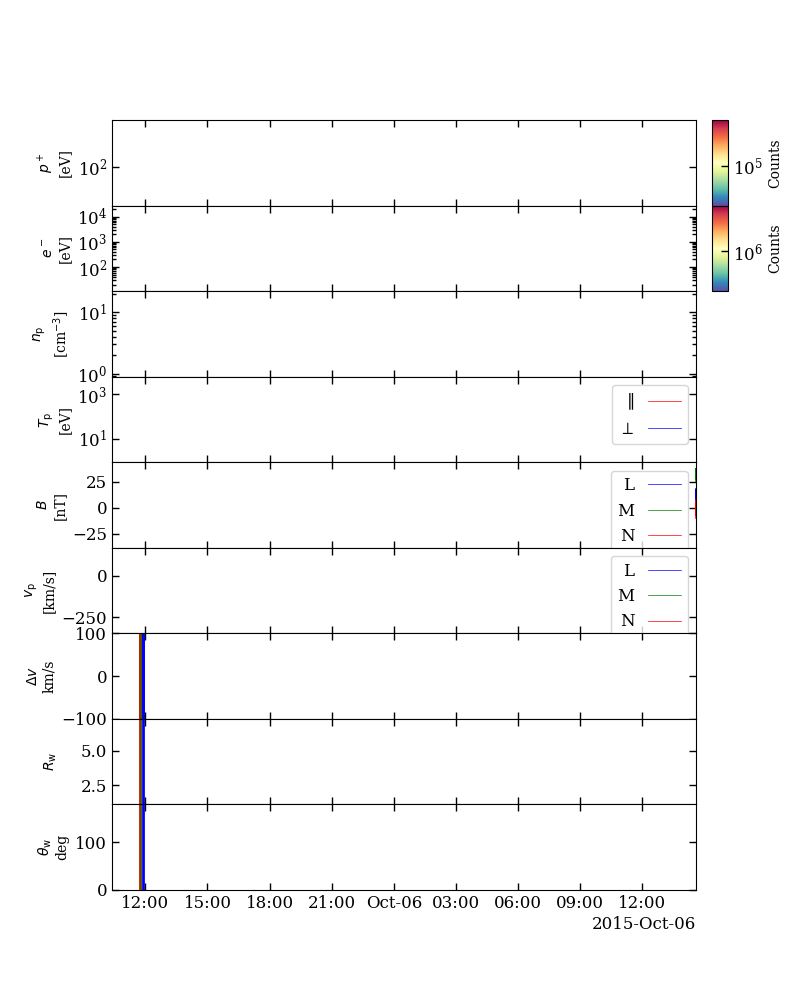 p⁺
[eV]
10²
10⁵
Counts
e⁻
[eV]
10⁴
10³
10²
10⁶
Counts
nₚ
[cm⁻³]
10¹
10⁰
Tₚ
[eV]
10³
10¹
∥
⊥
B
[nT]
25
0
−25
L
M
N
vₚ
[km/s]
0
−250
L
M
N
Δv
km/s
100
0
−100
R_w
5.0
2.5
θ_w
deg
100
0
12:00 15:00 18:00 21:00 Oct-06 03:00 06:00 09:00 12:00
2015-Oct-06